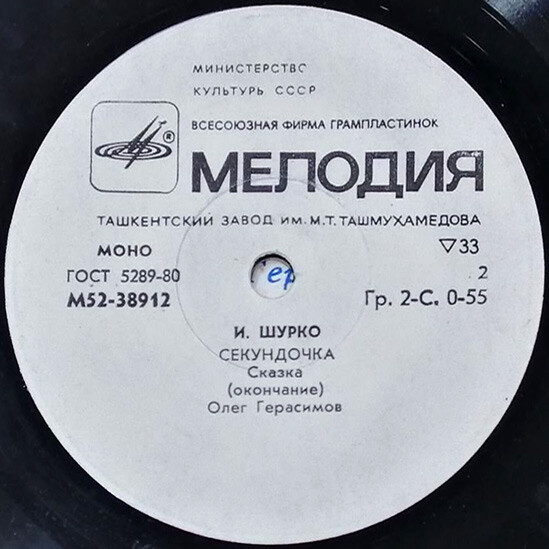 МИНИСТЕРСТВО
КУЛЬТУРЬ СССР
ВСЕСОЮЗНАЯ ФИРМА ГРАМПЛАСТИНОК
®
МЕЛОДИЯ
ТАШКЕНТСКИЙ ЗАВОД ИМ. М. Т. ТАШМУХАМЕДОВА
МОНО ▽33
ГОСТ 5289-80 2
М52-38912 Гр. 2-С. 0-55
И. ШУРКО
СЕКУНДОЧКА
Сказка
(окончание)
Олег Герасимов